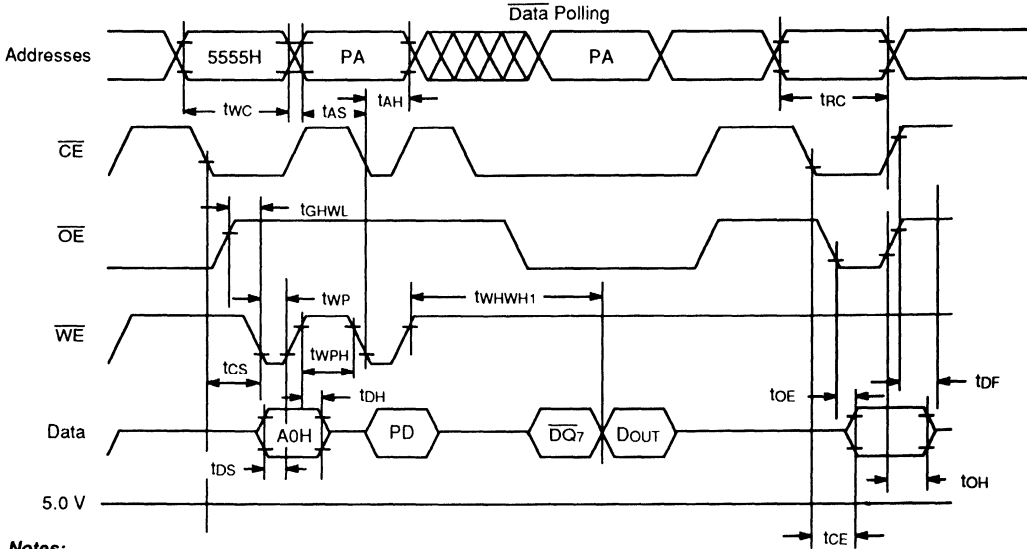 Data Polling
Addresses 5555H PA PA
tWC tAS tAH tRC
CE
tGHWL
OE
tWP tWHWH1
WE
tCS tWPH
tDH tOE tDF
Data A0H PD DQ7 DOUT
tDS tOH
5.0 V
tCE
Notes: